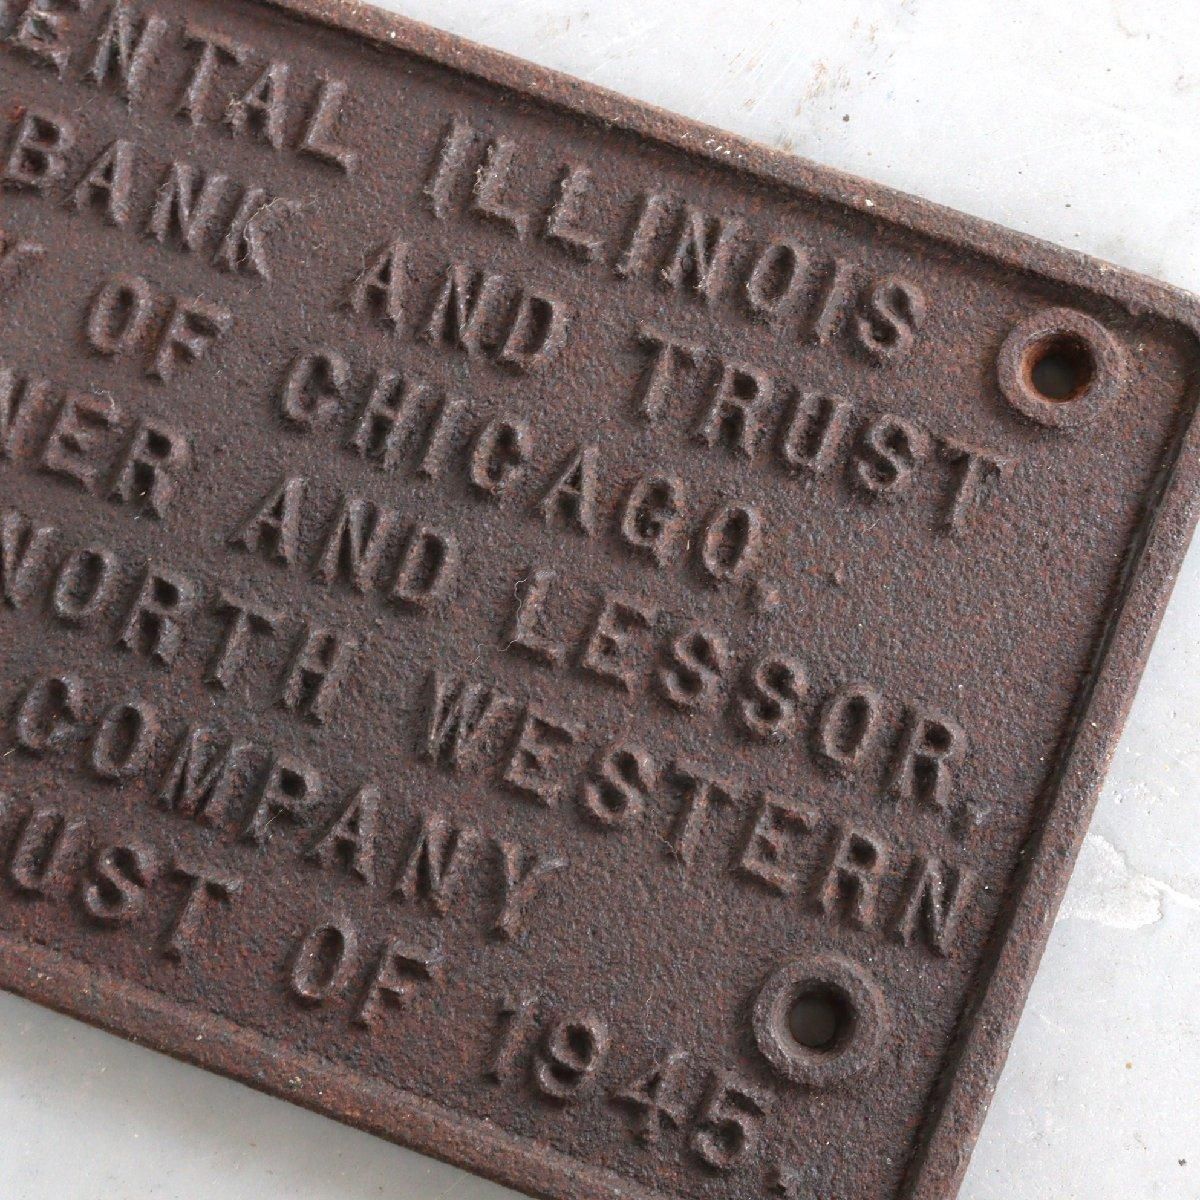 ENTAL ILLINOIS
BANK AND TRUST
Y OF CHICAGO,
NER AND LESSOR,
NORTH WESTERN
COMPANY
UST OF 1945.